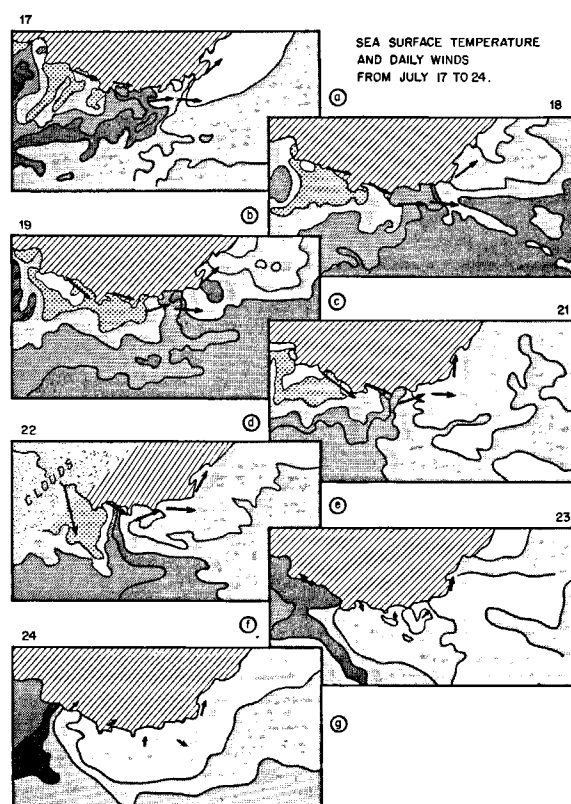 17
SEA SURFACE TEMPERATURE
AND DAILY WINDS
FROM JULY 17 TO 24.
a
18
b
19
c
21
d
22
CLOUDS
e
23
f
24
g